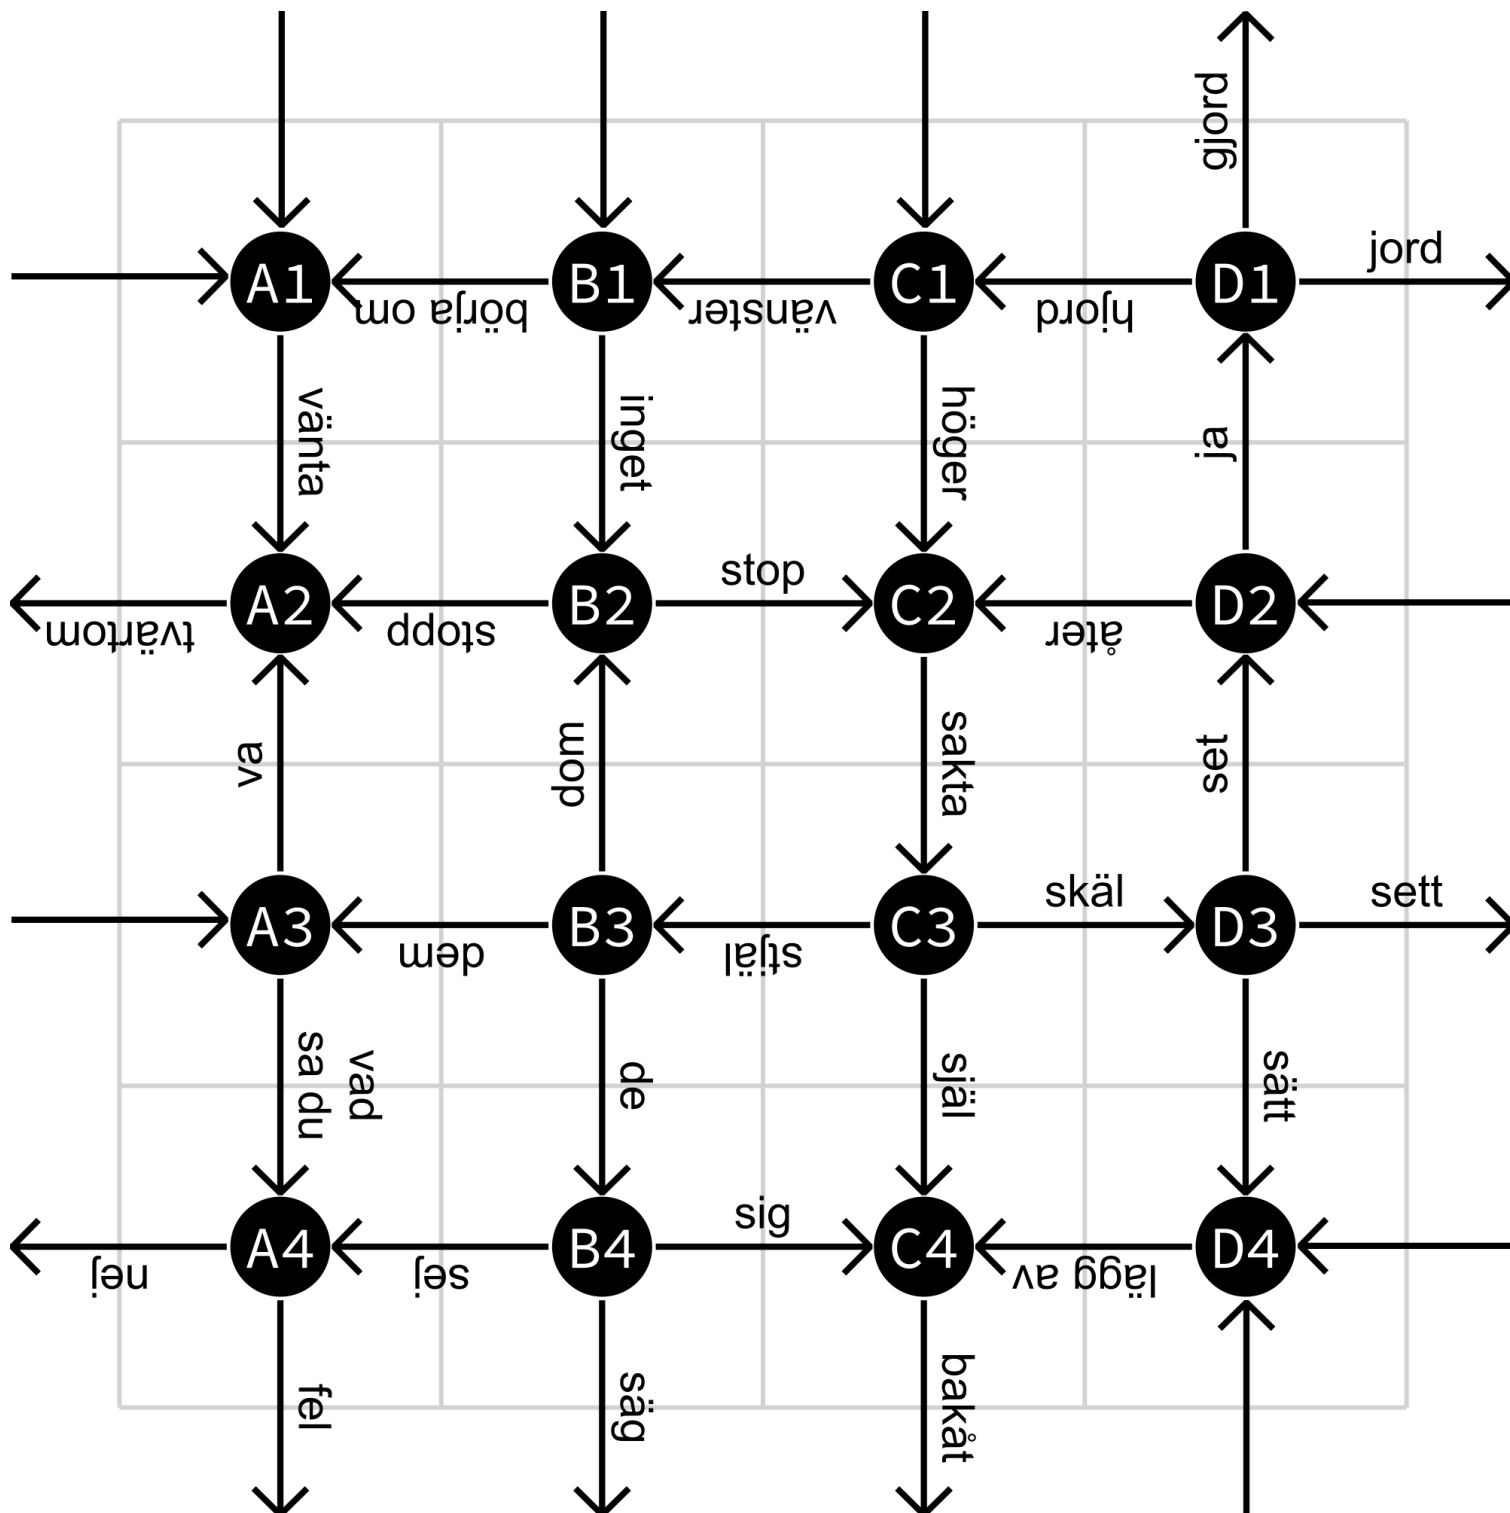 gjord
jord
A1
börja om
B1
vänster
C1
hjord
D1
vänta
inget
höger
ja
A2
tvärtom
stopp
B2
stop
C2
åter
D2
va
dom
sakta
set
A3
dem
B3
stjäl
C3
skäl
D3
sett
vad
sa du
de
själ
sätt
A4
nej
sej
B4
sig
C4
lägg av
D4
fel
säg
bakåt